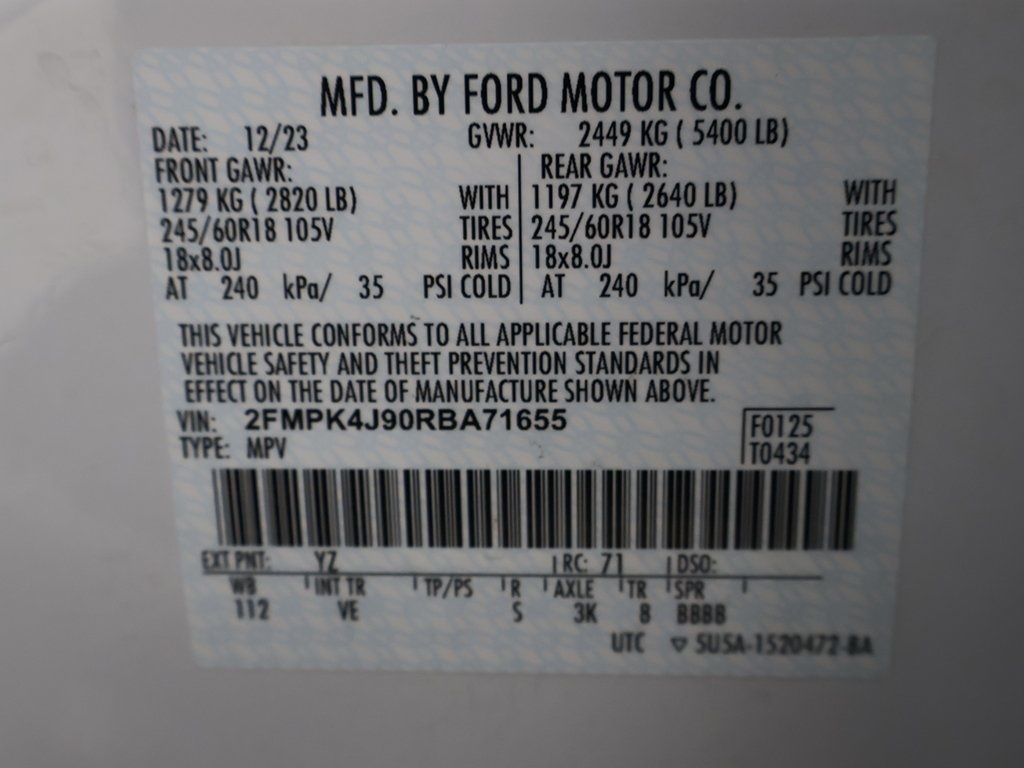 MFD. BY FORD MOTOR CO.
DATE: 12/23 GVWR: 2449 KG ( 5400 LB)
FRONT GAWR: REAR GAWR:
1279 KG ( 2820 LB) WITH 1197 KG ( 2640 LB) WITH
245/60R18 105V TIRES 245/60R18 105V TIRES
18x8.0J RIMS 18x8.0J RIMS
AT 240 kPa/ 35 PSI COLD AT 240 kPa/ 35 PSI COLD
THIS VEHICLE CONFORMS TO ALL APPLICABLE FEDERAL MOTOR
VEHICLE SAFETY AND THEFT PREVENTION STANDARDS IN
EFFECT ON THE DATE OF MANUFACTURE SHOWN ABOVE.
VIN: 2FMPK4J90RBA71655 F0125
TYPE: MPV T0434
EXT PNT: YZ RC: 71 DSO:
WB INT TR TP/PS R AXLE TR SPR
112 VE S 3K 8 BBBB
UTC ▽ 5U5A-1520472-BA